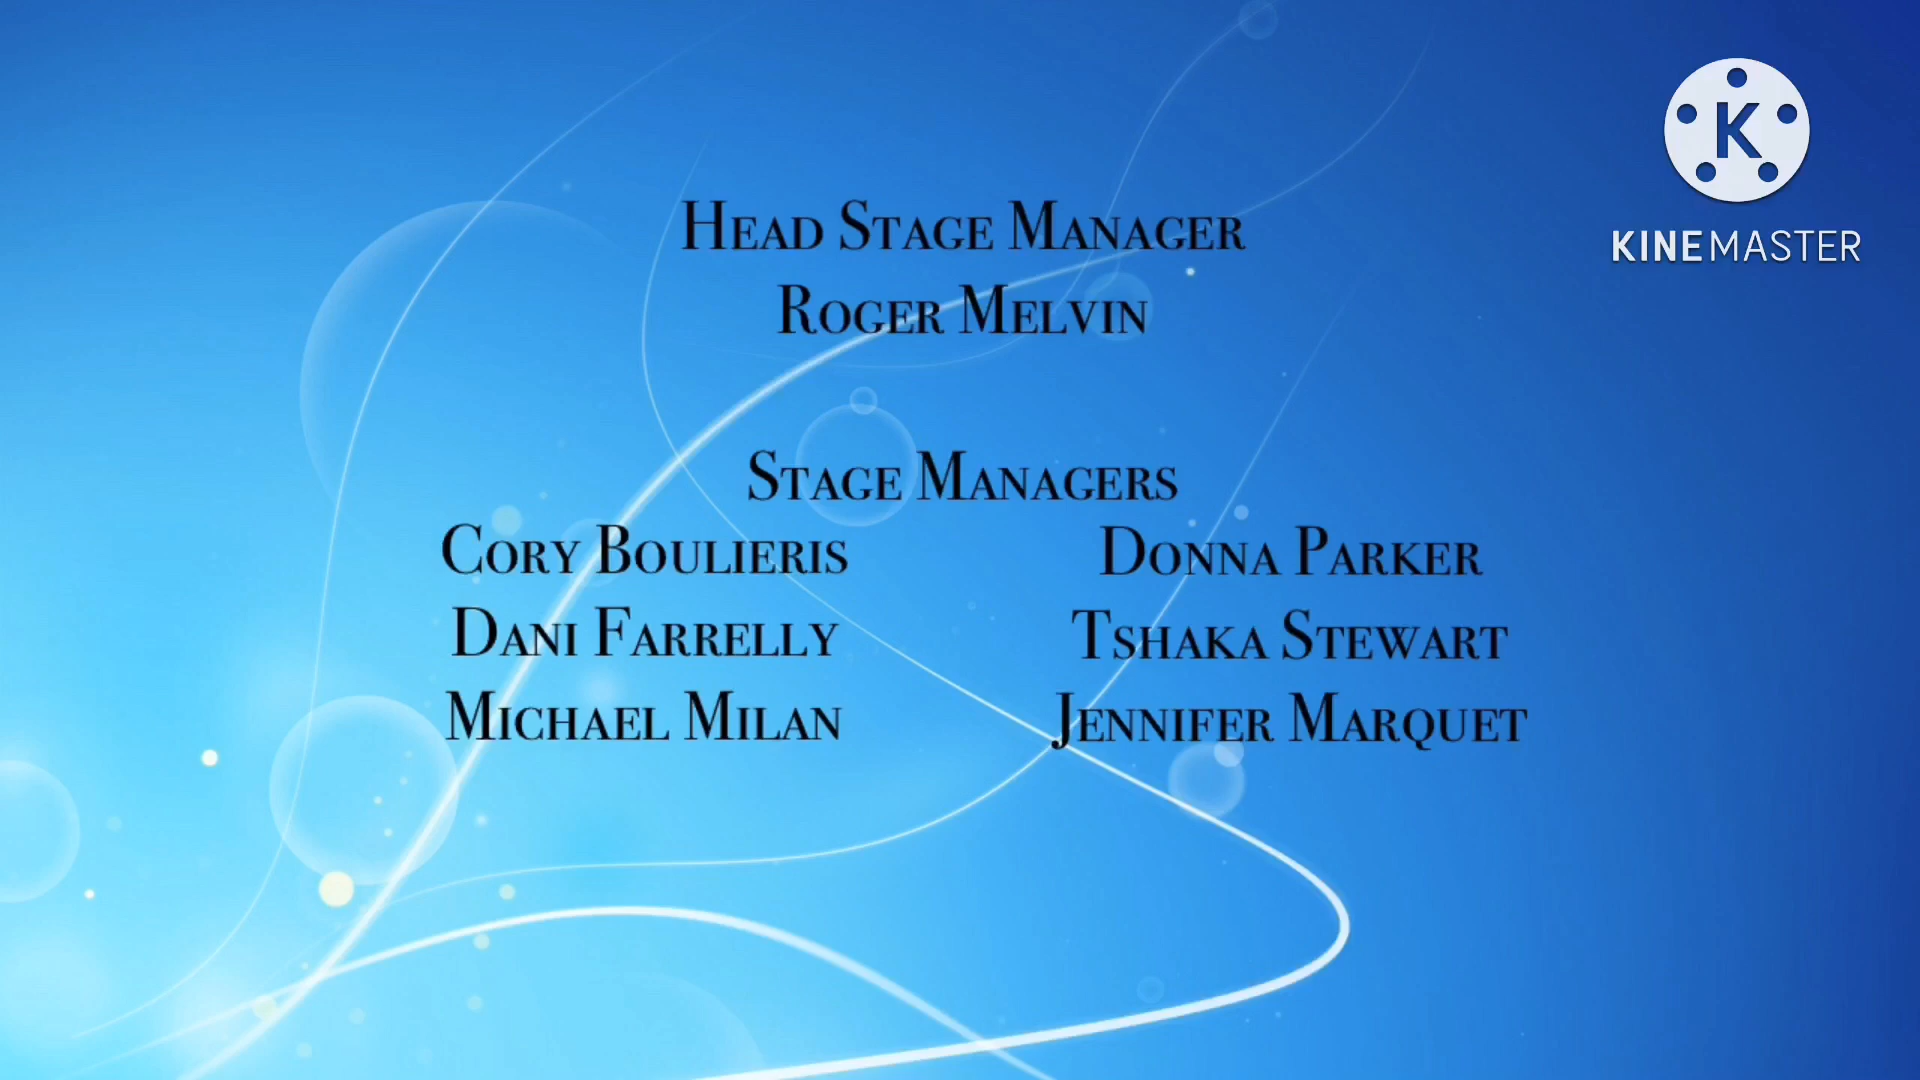 K
KINEMASTER
HEAD STAGE MANAGER
ROGER MELVIN
STAGE MANAGERS
CORY BOULIERIS
DONNA PARKER
DANI FARRELLY
TSHAKA STEWART
MICHAEL MILAN
JENNIFER MARQUET